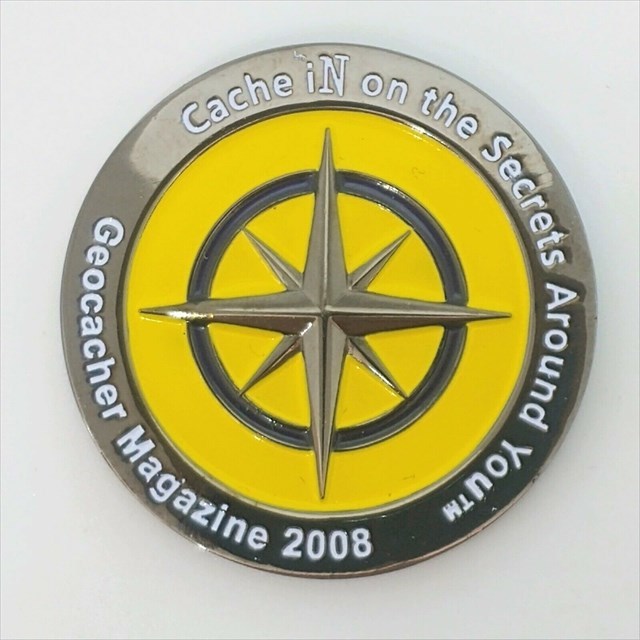 Cache iN on the Secrets Around You™
Geocacher Magazine 2008